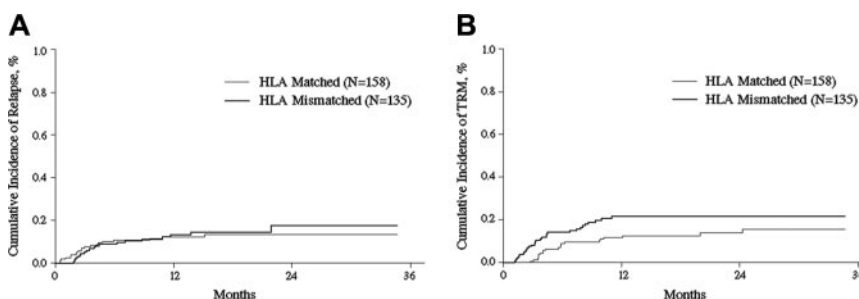 A
Cumulative Incidence of Relapse, %
1.0
0.8
0.6
0.4
0.2
0.0
HLA Matched (N=158)
HLA Mismatched (N=135)
0 12 24 36
Months
B
Cumulative Incidence of TRM, %
1.0
0.8
0.6
0.4
0.2
0.0
HLA Matched (N=158)
HLA Mismatched (N=135)
0 12 24 36
Months